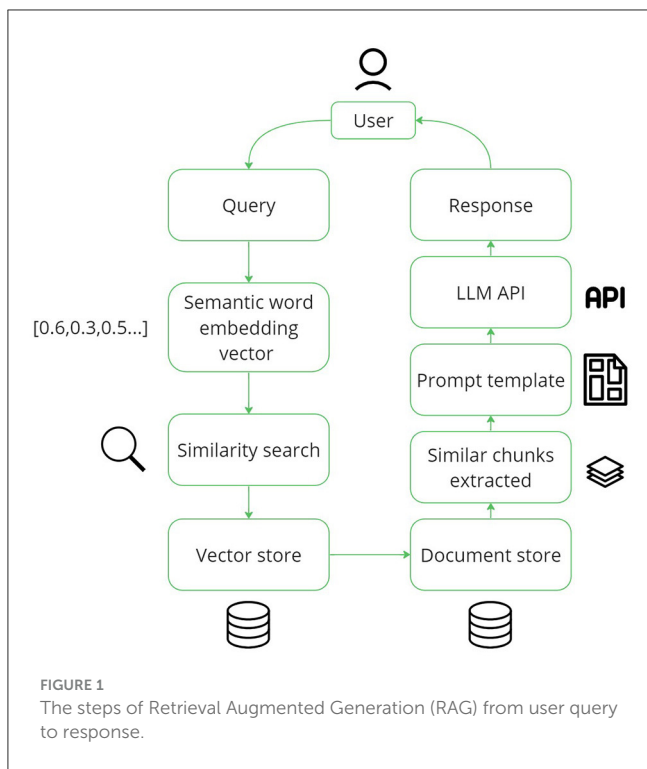 User
Query
Response
Semantic word
embedding
vector
[0.6,0.3,0.5...]
LLM API
API
Prompt template
Similarity search
Similar chunks
extracted
Vector store
Document store
FIGURE 1
The steps of Retrieval Augmented Generation (RAG) from user query
to response.